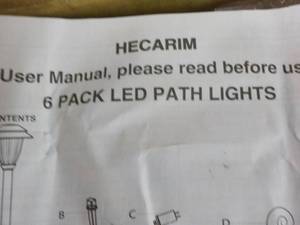 HECARIM
User Manual, please read before us
6 PACK LED PATH LIGHTS
NTENTS
B
C
D